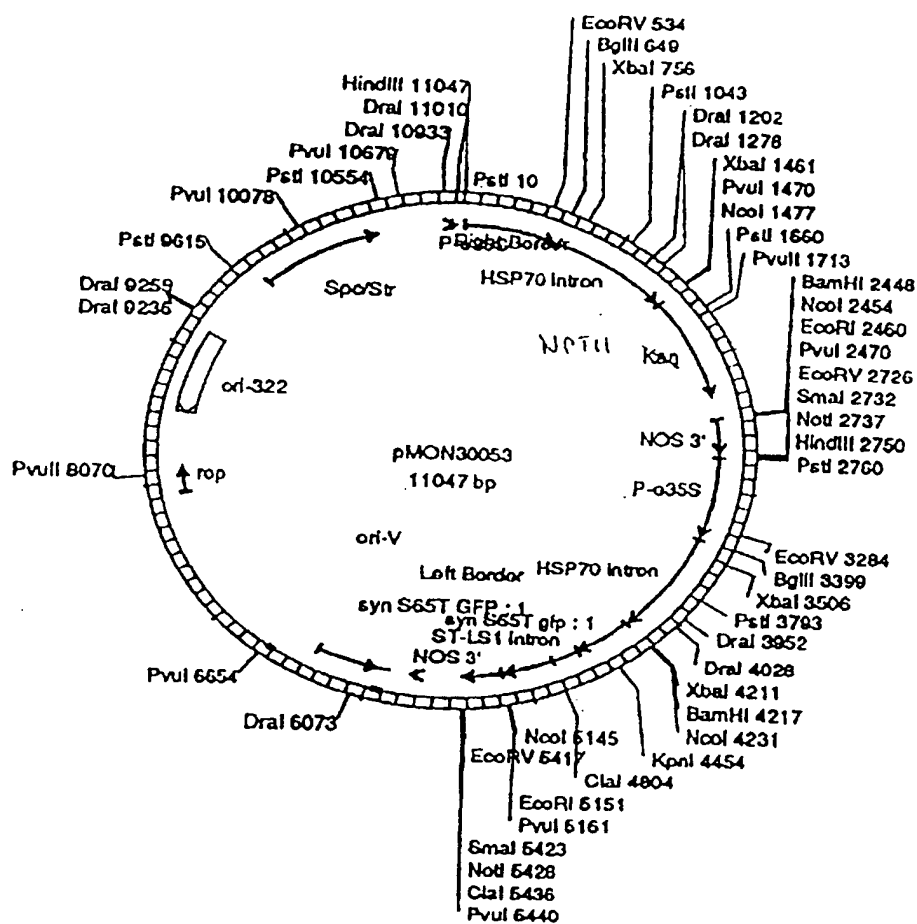 EcoRV 534
BglII 649
XbaI 756
PstI 1043
DraI 1202
DraI 1278
XbaI 1461
PvuI 1470
NcoI 1477
PstI 1660
PvuII 1713
BamHI 2448
NcoI 2454
EcoRI 2460
PvuI 2470
EcoRV 2726
SmaI 2732
NotI 2737
HindIII 2750
PstI 2760
EcoRV 3284
BglII 3399
XbaI 3506
PstI 3793
DraI 3952
DraI 4028
XbaI 4211
BamHI 4217
NcoI 4231
KpnI 4454
ClaI 4804
NcoI 5145
EcoRV 5417
EcoRI 5151
PvuI 5161
SmaI 5423
NotI 5428
ClaI 5436
PvuI 5440
DraI 6073
PvuI 6654
PvuII 8070
DraI 9236
DraI 9259
PstI 9615
PvuI 10078
PstI 10554
PvuI 10679
DraI 10933
DraI 11010
HindIII 11047
PstI 10
Right Border
HSP70 Intron
Spc/Str
NPTII
Kan
ori-322
NOS 3'
pMON30053
11047 bp
rop
P-e35S
ori-V
HSP70 Intron
Left Border
syn S65T GFP : 1
syn S65T gfp : 1
ST-LS1 Intron
NOS 3'